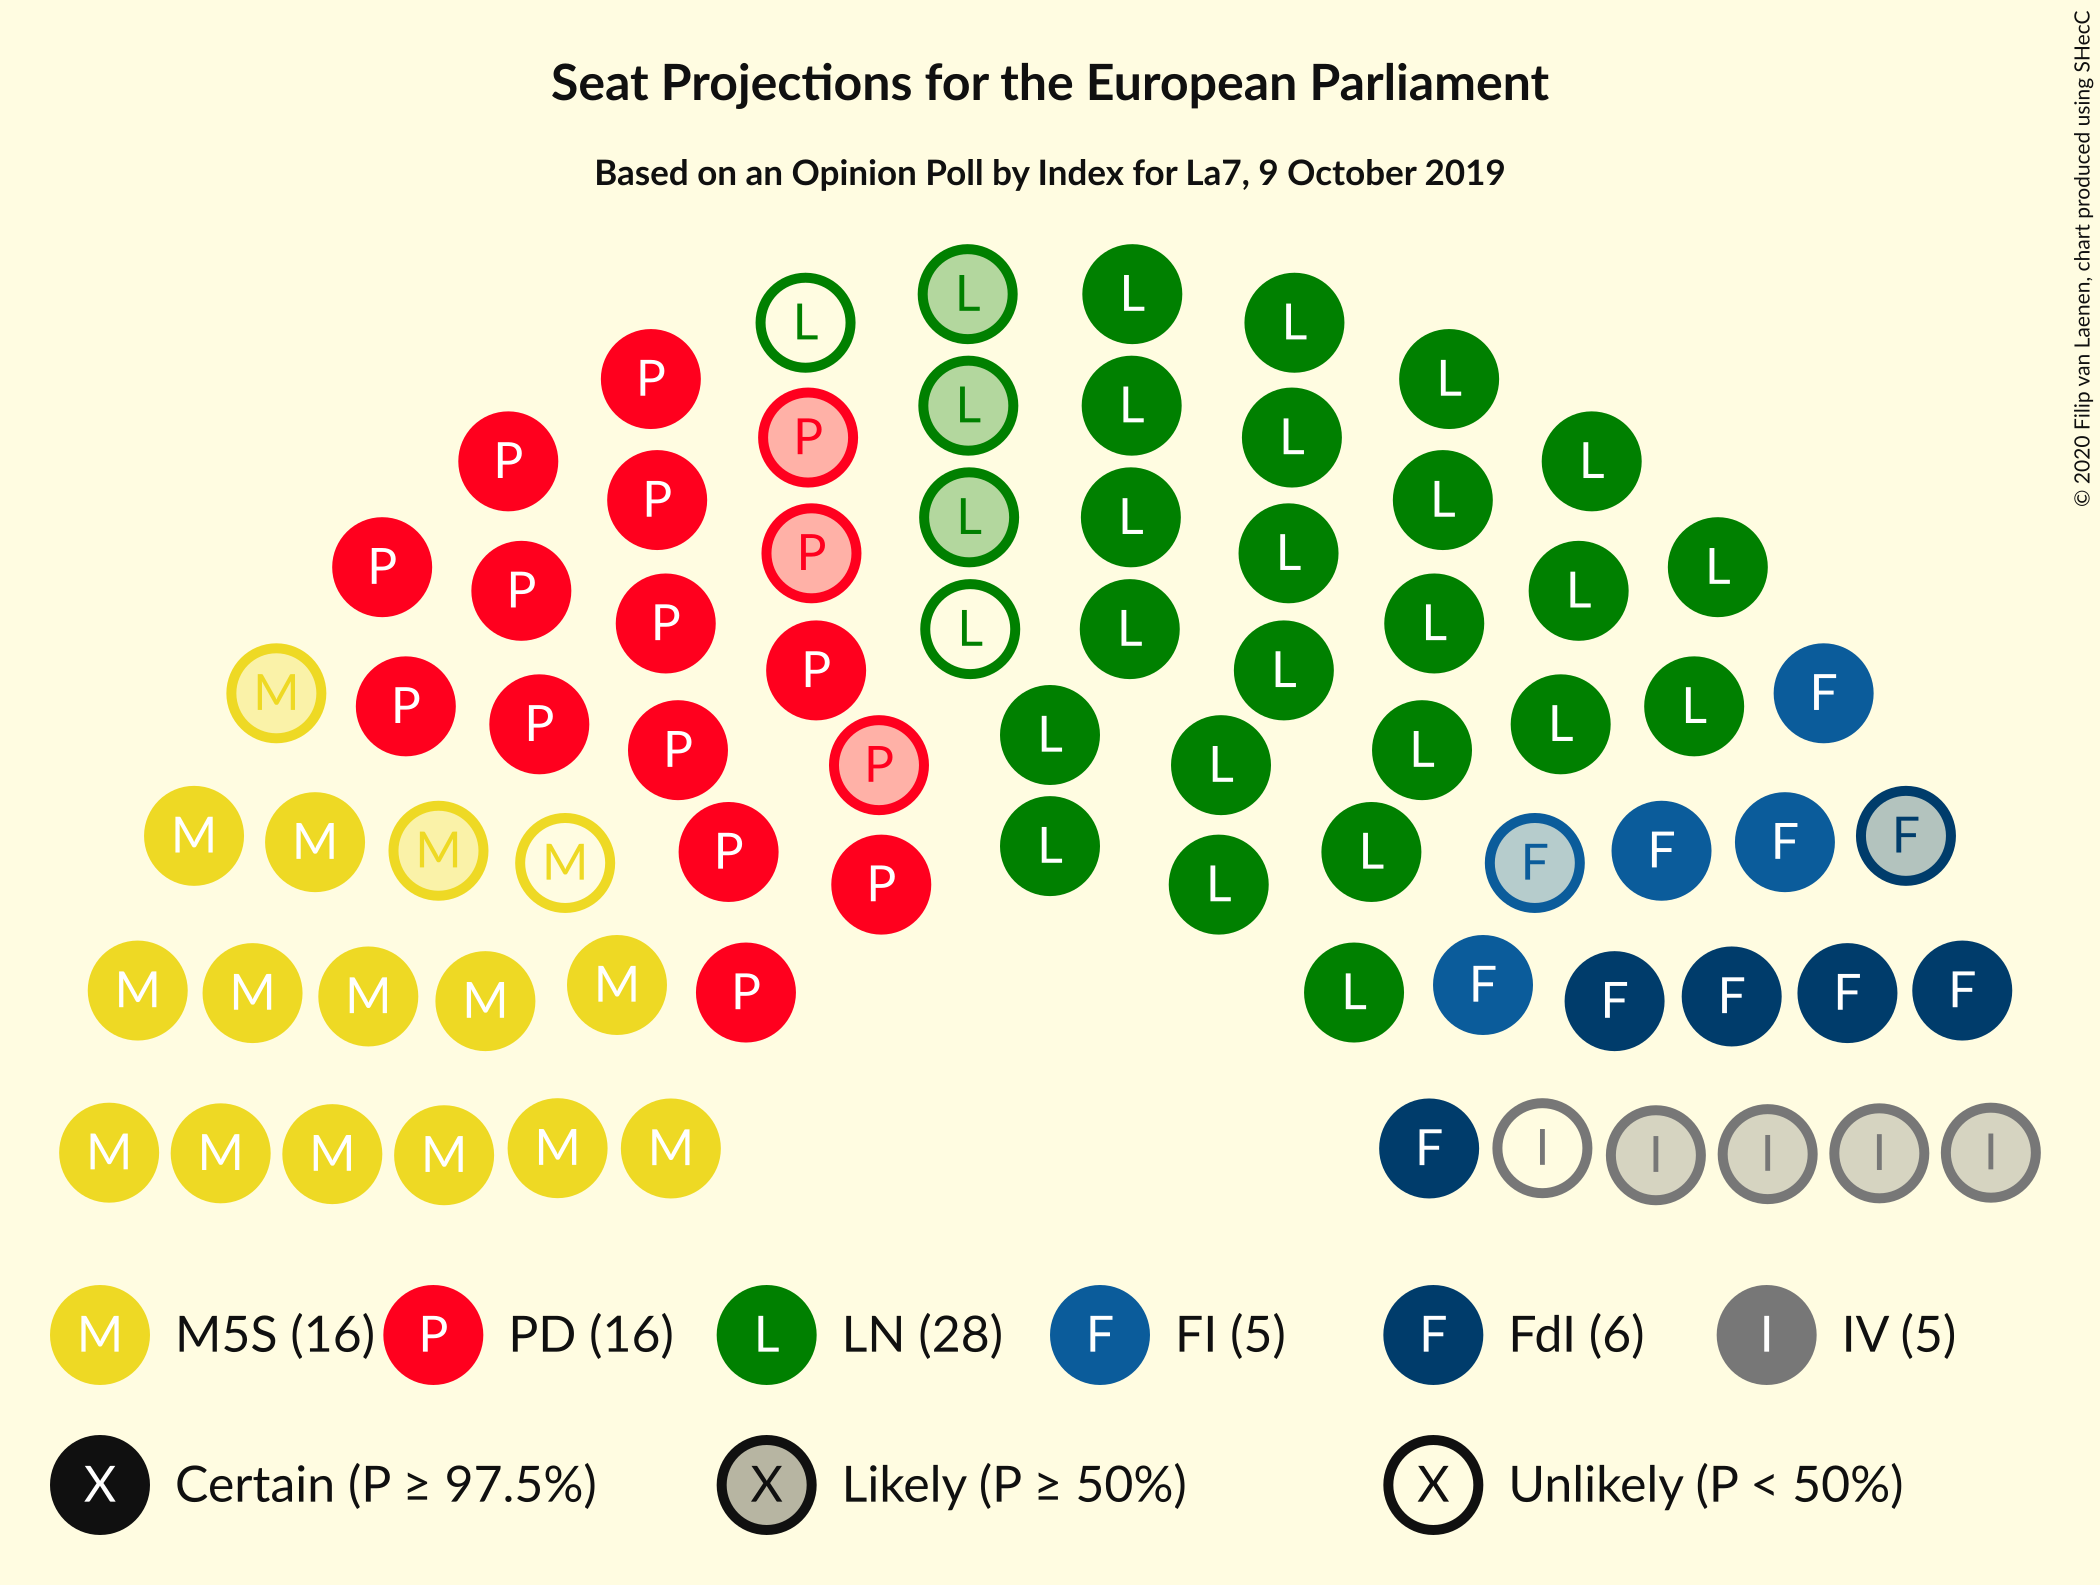 Seat Projections for the European Parliament
Based on an Opinion Poll by Index for La7, 9 October 2019
© 2020 Filip van Laenen, chart produced using SHecC
L L L L
P L
P L L L
P L
P L
P L L L
P L
P L
P L L L
P L
P L
M P L F
P L
P L
P L
M F
M F
M M P L F F
P L
M M M M P L F F F F F
M M M M M M F I I I I I
M M5S (16) P PD (16) L LN (28) F FI (5) F FdI (6) I IV (5)
X Certain (P ≥ 97.5%) X Likely (P ≥ 50%) X Unlikely (P < 50%)